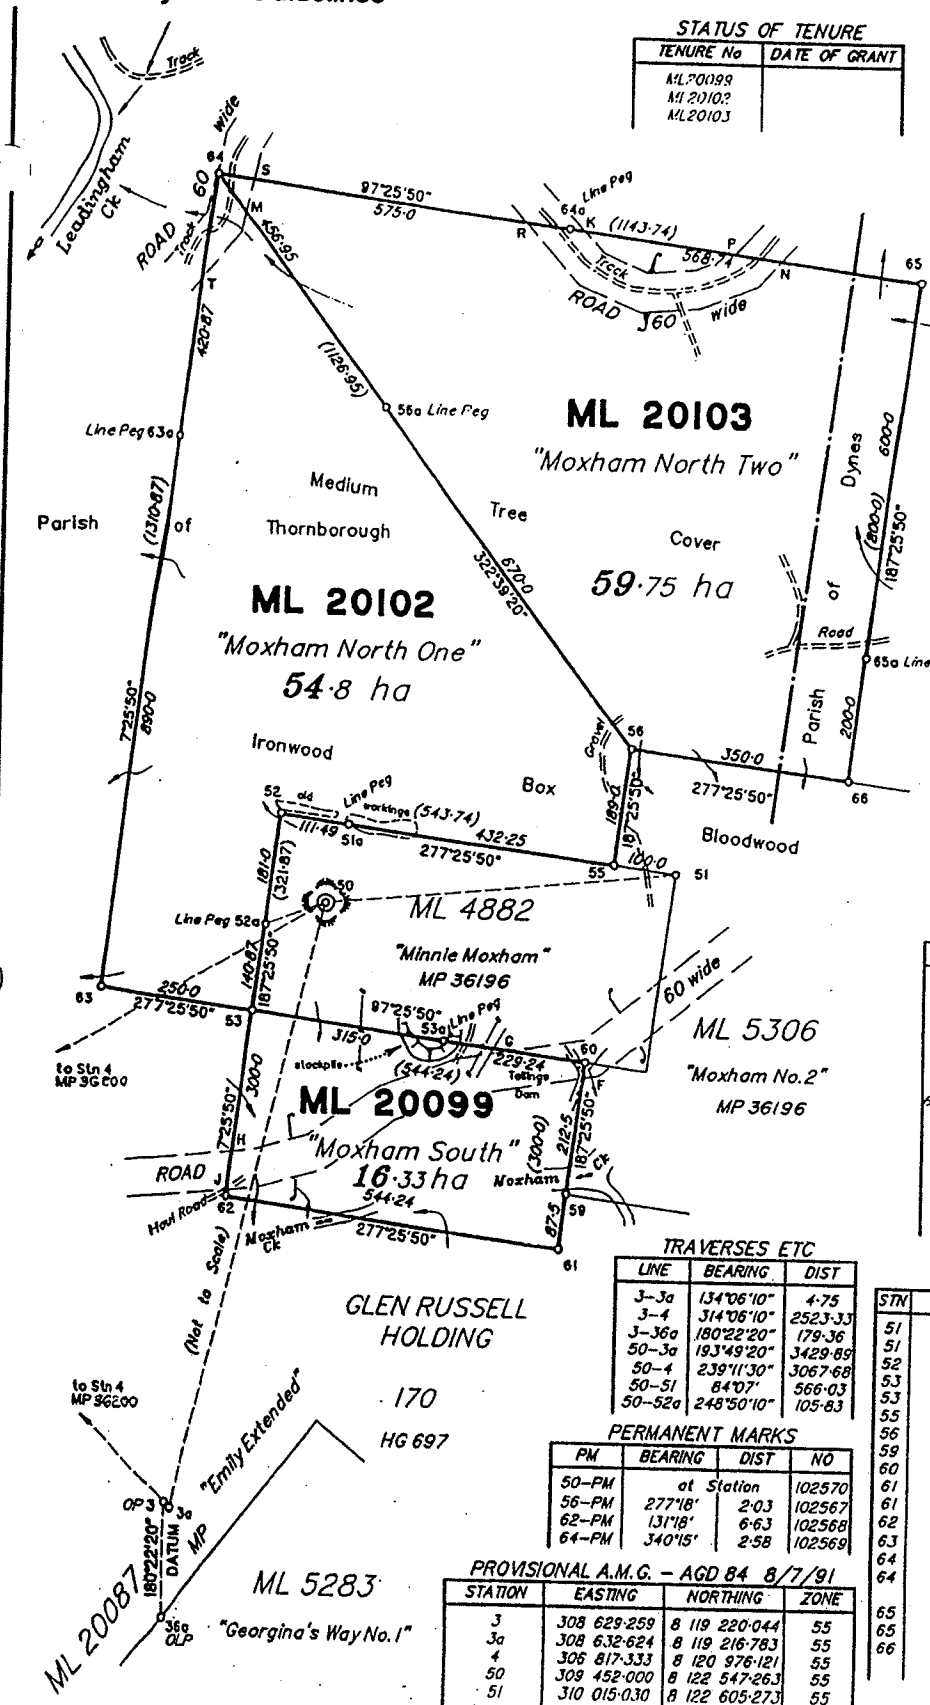 STATUS OF TENURE
TENURE No DATE OF GRANT
ML20099
ML20102
ML20103
Track
Leadingham
Ck
wide
60
ROAD
Track
64
S
M
T
97°25'50"
575·0
Line Peg
64a
R
K
(1143·74)
568·74
P
N
65
Track
ROAD
60
wide
456·95
(1126·95)
420·87
56a Line Peg
Line Peg 63a
(1310·87)
ML 20103
"Moxham North Two"
Dynes
600·0
(800·0)
187°25'50"
Medium
Parish of
Thornborough
Tree
Cover
59·75 ha
of
Road
65a Line
Parish
200·0
670·0
322°39'20"
ML 20102
"Moxham North One"
54·8 ha
7°25'50"
890·0
Ironwood
Gravel
56
350·0
277°25'50"
66
Box
189·0
187°25'50"
Bloodwood
52
old
workings
Line Peg
(543·74)
111·49
51a
432·25
277°25'50"
55
100·0
51
181·0
(321·87)
50
ML 4882
Line Peg 52a
"Minnie Moxham"
MP 36196
140·87
187°25'50"
60 wide
63
250·0
277°25'50"
53
315·0
97°25'50"
53a
Line Peg
(544·24)
G
229·24
60
F
stockpile
Tailings
Dam
ML 5306
"Moxham No.2"
MP 36196
to Stn 4
300·0
7°25'50"
H
ML 20099
"Moxham South"
16·33 ha
(300·0)
212·5
187°25'50"
Moxham
Ck
ROAD
J
Haul Road
62
544·24
277°25'50"
Moxham
Ck
87·5
59
61
(Not to Scale)
GLEN RUSSELL
HOLDING
170
HG 697
to Stn 4
MP 36200
"Emily Extended"
MP
OP 3
3a
180°22'20"
DATUM
36a
OLP
ML 20087
ML 5283
"Georgina's Way No.1"
TRAVERSES ETC
LINE BEARING DIST
3-3a 134°06'10" 4·75
3-4 314°06'10" 2523·33
3-36a 180°22'20" 179·36
50-3a 193°49'20" 3429·89
50-4 239°11'30" 3067·68
50-51 84°07' 566·03
50-52a 248°50'10" 105·83
PERMANENT MARKS
PM BEARING DIST NO
50-PM at Station 102570
56-PM 277°18' 2·03 102567
62-PM 131°18' 6·63 102568
64-PM 340°15' 2·58 102569
PROVISIONAL A.M.G. - AGD 84 8/7/91
STATION EASTING NORTHING ZONE
3 308 629·259 8 119 220·044 55
3a 308 632·624 8 119 216·783 55
4 306 817·333 8 120 976·121 55
50 309 452·000 8 122 547·263 55
51 310 015·030 8 122 605·273 55
STN
51
51
52
53
53
55
56
59
60
61
61
62
63
64
64
65
65
66